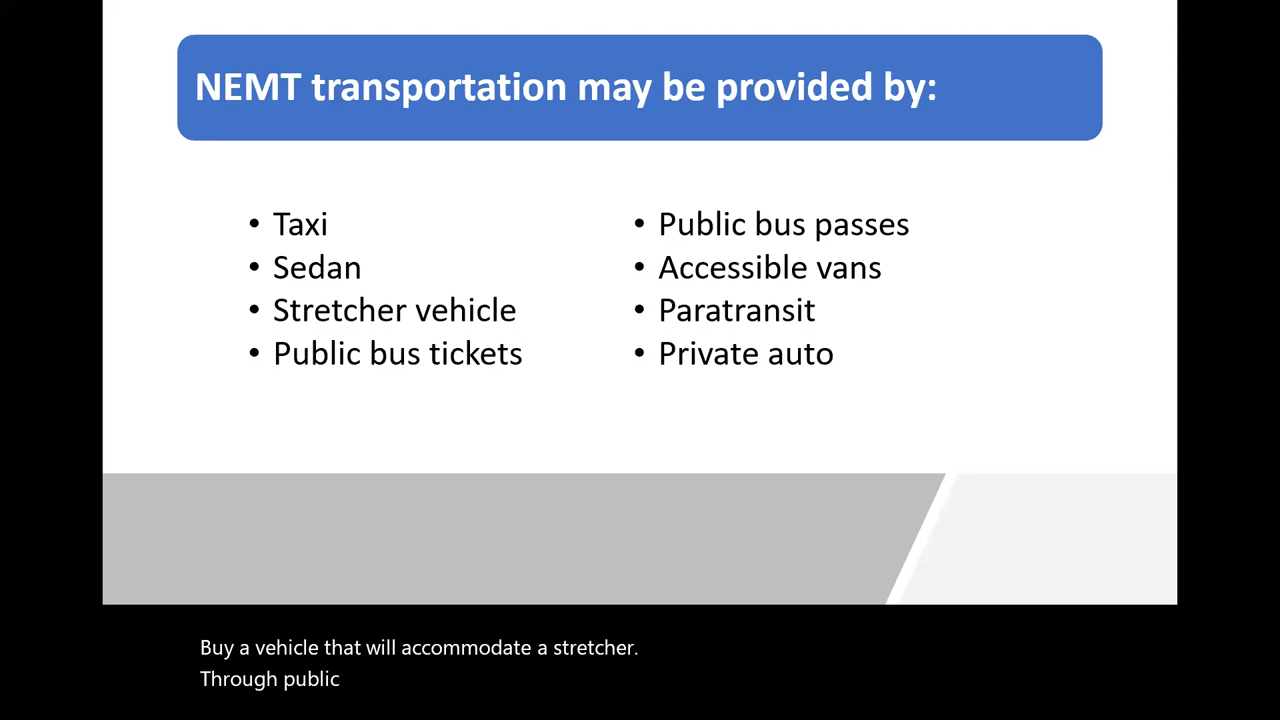 NEMT transportation may be provided by:
• Taxi
• Sedan
• Stretcher vehicle
• Public bus tickets
• Public bus passes
• Accessible vans
• Paratransit
• Private auto
Buy a vehicle that will accommodate a stretcher.
Through public